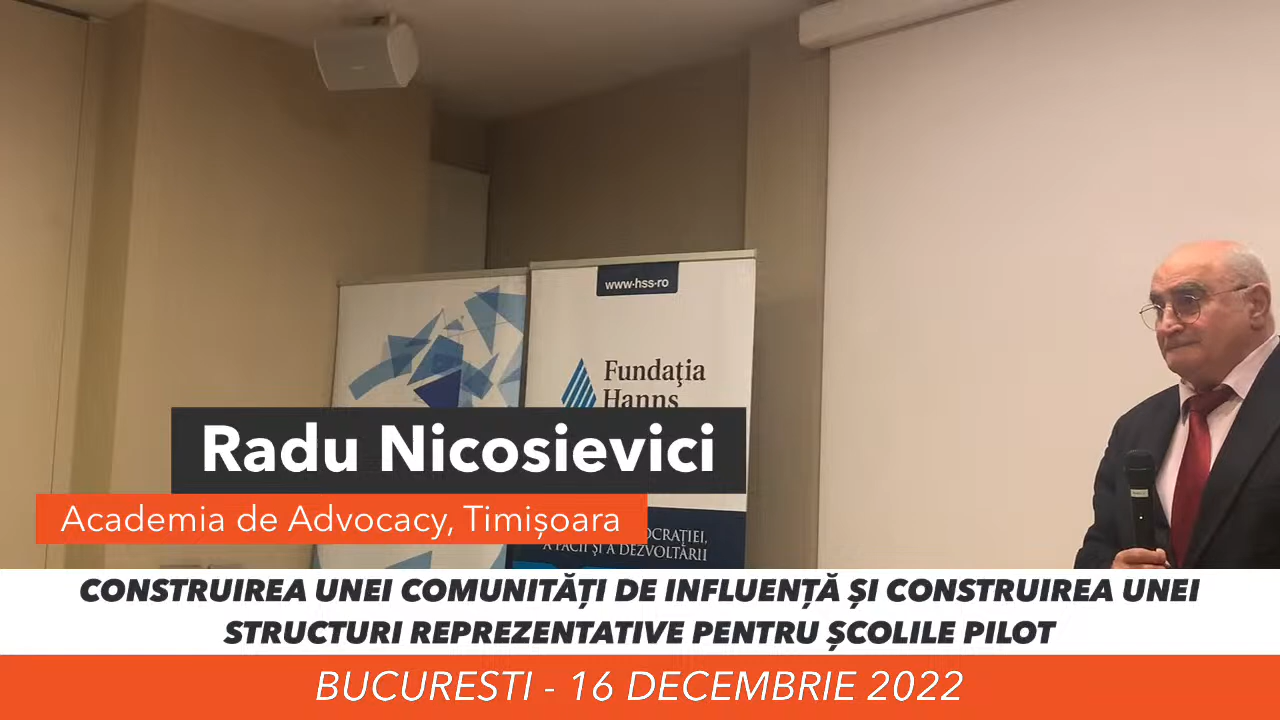 www.hss.ro
Fundaţia
Hanns
Radu Nicosievici
Academia de Advocacy, Timișoara
A PĂCII ŞI A DEZVOLTĂRII
CONSTRUIREA UNEI COMUNITĂȚI DE INFLUENȚĂ ȘI CONSTRUIREA UNEI
STRUCTURI REPREZENTATIVE PENTRU ȘCOLILE PILOT
BUCURESTI - 16 DECEMBRIE 2022